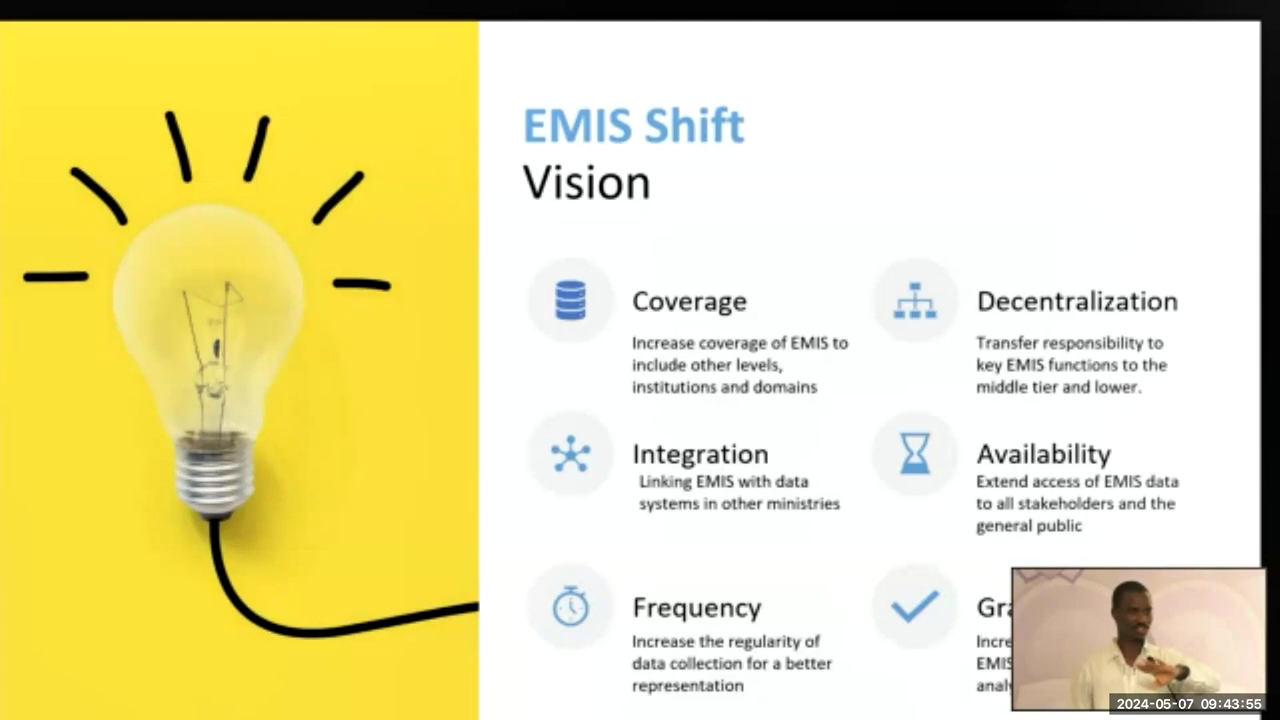 EMIS Shift
Vision
Coverage
Increase coverage of EMIS to
include other levels,
institutions and domains
Decentralization
Transfer responsibility to
key EMIS functions to the
middle tier and lower.
Integration
Linking EMIS with data
systems in other ministries
Availability
Extend access of EMIS data
to all stakeholders and the
general public
Frequency
Increase the regularity of
data collection for a better
representation
EMIS
2024-05-07 09:43:55